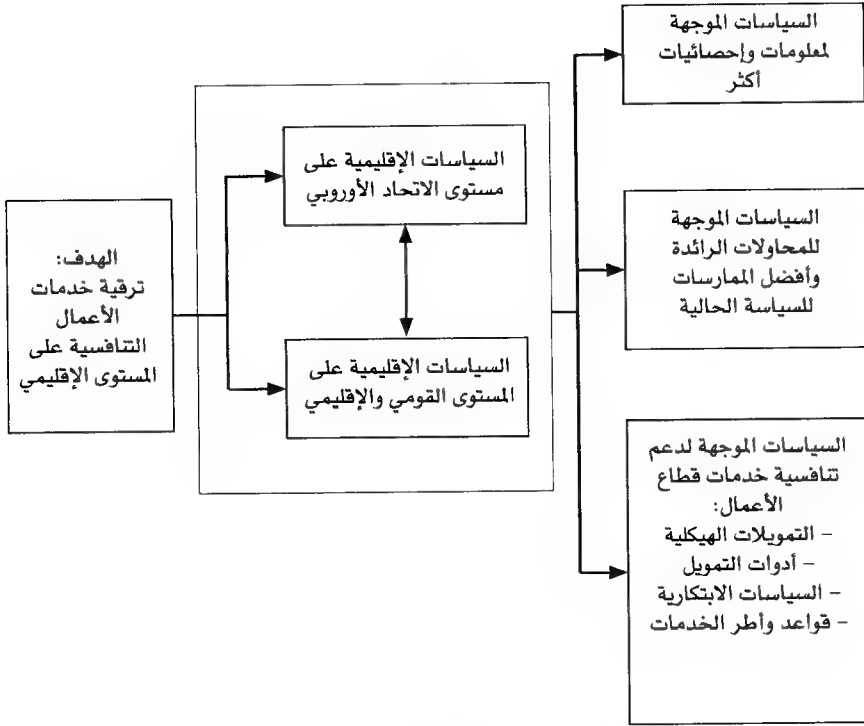 الهدف:
ترقية خدمات
الأعمال
التنافسية على
المستوى الإقليمي
السياسات الإقليمية على
مستوى الاتحاد الأوروبي
السياسات الإقليمية على
المستوى القومي والإقليمي
السياسات الموجهة
لمعلومات وإحصائيات
أكثر
السياسات الموجهة
للمحاولات الرائدة
وأفضل الممارسات
للسياسة الحالية
السياسات الموجهة لدعم
تنافسية خدمات قطاع
الأعمال:
– التمويلات الهيكلية
– أدوات التمويل
– السياسات الابتكارية
– قواعد وأطر الخدمات